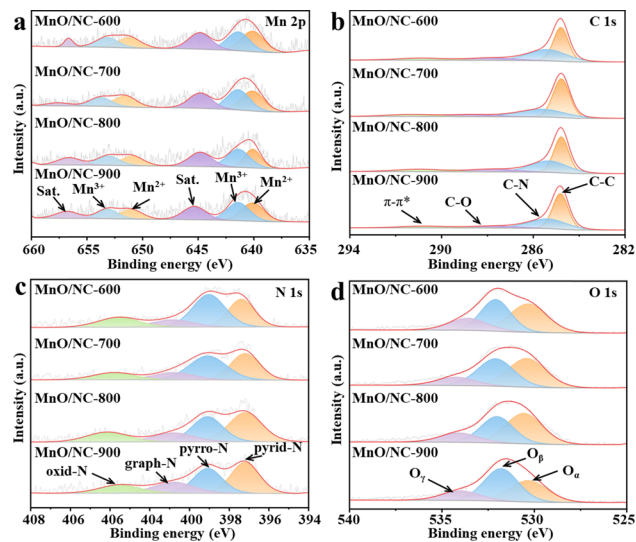 a
Mn 2p
MnO/NC-600
MnO/NC-700
MnO/NC-800
MnO/NC-900
Sat.
Mn3+
Mn2+
Sat.
Mn3+
Mn2+
Intensity (a.u.)
660 655 650 645 640 635
Binding energy (eV)
b
C 1s
MnO/NC-600
MnO/NC-700
MnO/NC-800
MnO/NC-900
π-π*
C-O
C-N
C-C
Intensity (a.u.)
294 291 288 285 282
Binding energy (eV)
c
N 1s
MnO/NC-600
MnO/NC-700
MnO/NC-800
MnO/NC-900
oxid-N
graph-N
pyrro-N
pyrid-N
Intensity (a.u.)
408 406 404 402 400 398 396 394
Binding energy (eV)
d
O 1s
MnO/NC-600
MnO/NC-700
MnO/NC-800
MnO/NC-900
Oγ
Oβ
Oα
Intensity (a.u.)
540 535 530 525
Binding energy (eV)